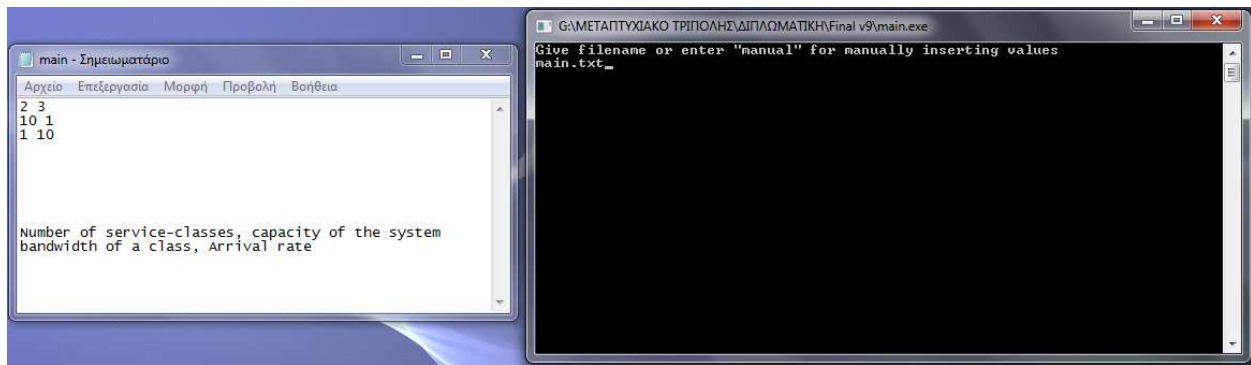 main - Σημειωματάριο
Αρχείο Επεξεργασία Μορφή Προβολή Βοήθεια
2 3
10 1
1 10
Number of service-classes, capacity of the system
bandwidth of a class, Arrival rate
G:\ΜΕΤΑΠΤΥΧΙΑΚΟ ΤΡΙΠΟΛΗΣ\ΔΙΠΛΩΜΑΤΙΚΗ\Final v9\main.exe
Give filename or enter "manual" for manually inserting values
main.txt_